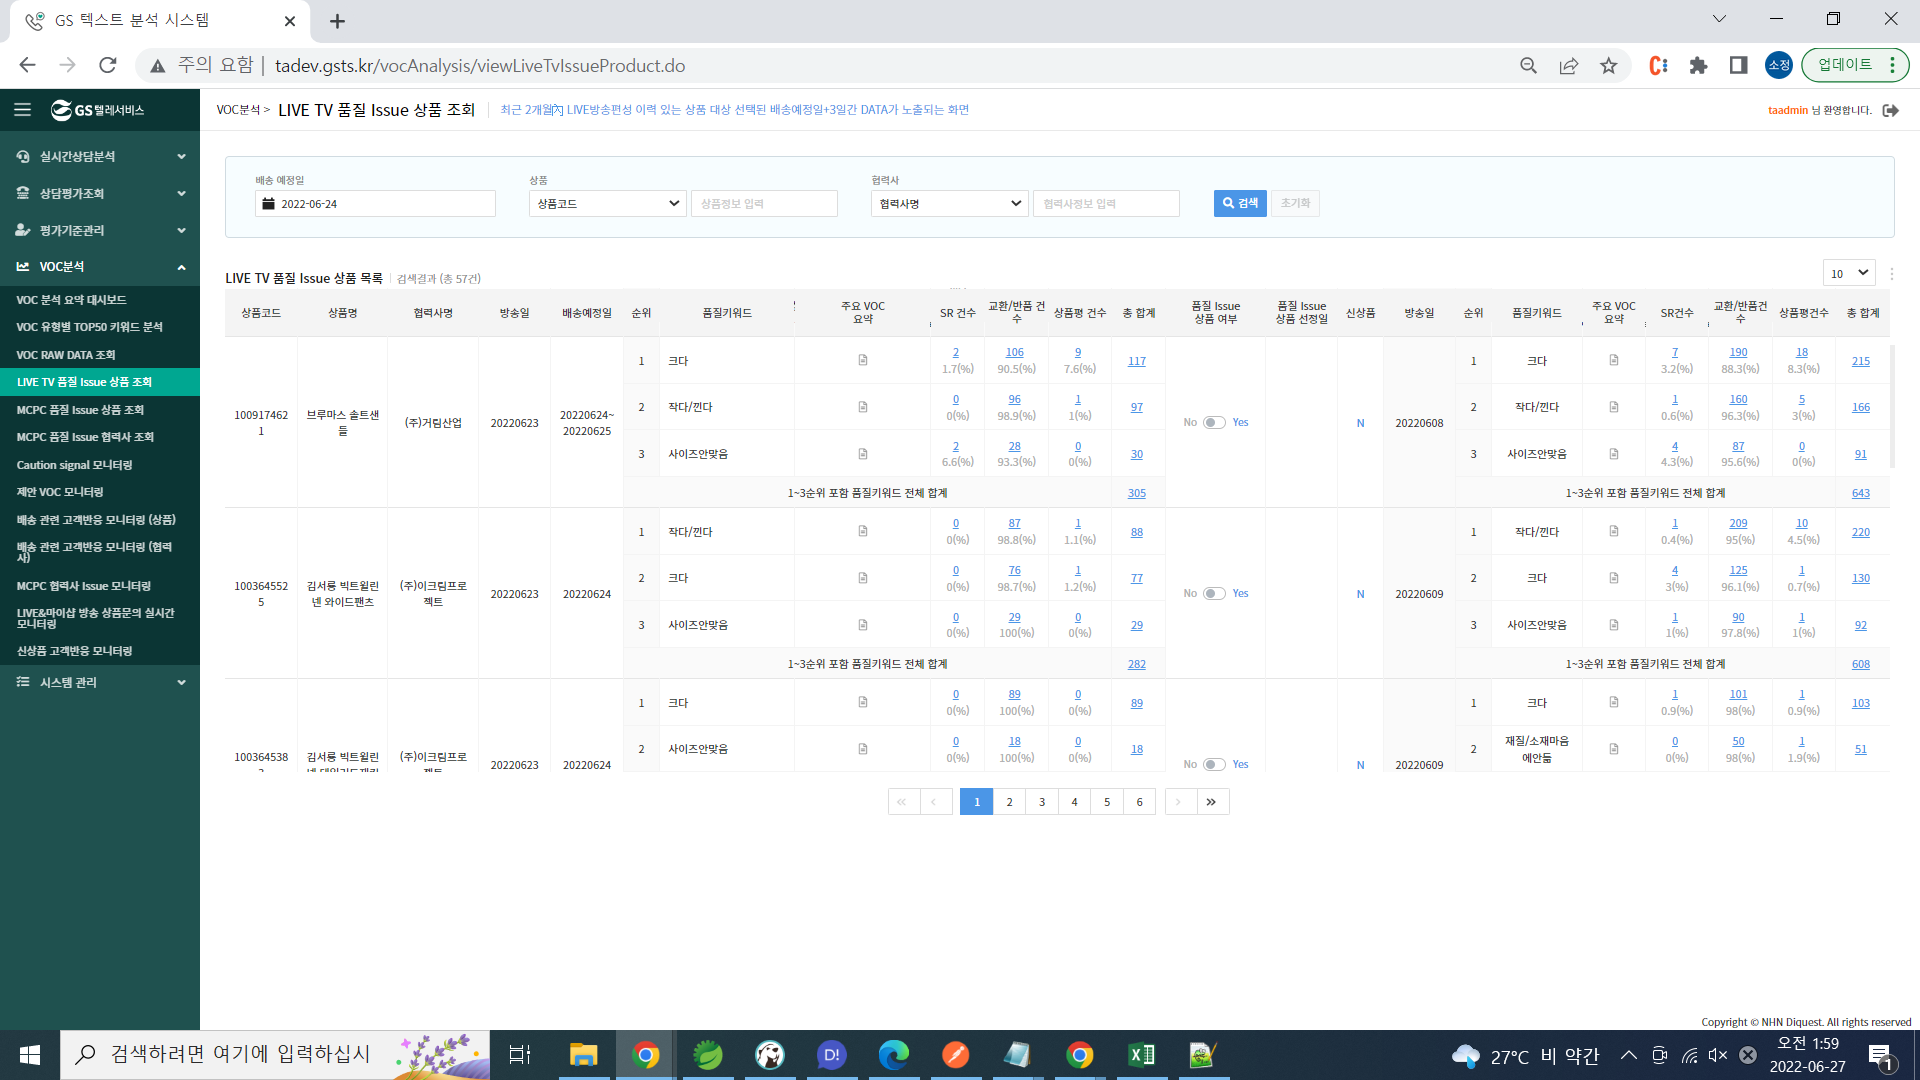 GS 텍스트 분석 시스템
주의 요함 | tadev.gsts.kr/vocAnalysis/viewLiveTvIssueProduct.do
소정
업데이트
GS텔레서비스
VOC분석 > LIVE TV 품질 Issue 상품 조회 최근 2개월內 LIVE방송편성 이력 있는 상품 대상 선택된 배송예정일+3일간 DATA가 노출되는 화면
taadmin 님 환영합니다.
실시간상담분석
상담평가조회
평가기준관리
VOC분석
VOC 분석 요약 대시보드
VOC 유형별 TOP50 키워드 분석
VOC RAW DATA 조회
LIVE TV 품질 Issue 상품 조회
MCPC 품질 Issue 상품 조회
MCPC 품질 Issue 협력사 조회
Caution signal 모니터링
제안 VOC 모니터링
배송 관련 고객반응 모니터링 (상품)
배송 관련 고객반응 모니터링 (협력
사)
MCPC 협력사 Issue 모니터링
LIVE&마이샵 방송 상품문의 실시간
모니터링
신상품 고객반응 모니터링
시스템 관리
배송 예정일 상품 협력사
2022-06-24 상품코드 상품정보 입력 협력사명 협력사정보 입력 검색 초기화
LIVE TV 품질 Issue 상품 목록 검색결과 (총 57건)
10
상품코드 상품명 협력사명 방송일 배송예정일 순위 품질키워드 주요 VOC 요약 SR 건수 교환/반품 건수 상품평 건수 총 합계 품질 Issue 상품 여부 품질 Issue 상품 선정일 신상품 방송일 순위 품질키워드 주요 VOC 요약 SR건수 교환/반품건수 상품평건수 총 합계
1009174621 브루마스 솔트샌들 (주)거림산업 20220623 20220624~20220625
1 크다 2 1.7(%) 106 90.5(%) 9 7.6(%) 117
2 작다/낀다 0 0(%) 96 98.9(%) 1 1(%) 97
3 사이즈안맞음 2 6.6(%) 28 93.3(%) 0 0(%) 30
1~3순위 포함 품질키워드 전체 합계 305
No Yes N 20220608
1 크다 7 3.2(%) 190 88.3(%) 18 8.3(%) 215
2 작다/낀다 1 0.6(%) 160 96.3(%) 5 3(%) 166
3 사이즈안맞음 4 4.3(%) 87 95.6(%) 0 0(%) 91
1~3순위 포함 품질키워드 전체 합계 643
1003645525 김서룡 빅트윌린넨 와이드팬츠 (주)이크림프로젝트 20220623 20220624
1 작다/낀다 0 0(%) 87 98.8(%) 1 1.1(%) 88
2 크다 0 0(%) 76 98.7(%) 1 1.2(%) 77
3 사이즈안맞음 0 0(%) 29 100(%) 0 0(%) 29
1~3순위 포함 품질키워드 전체 합계 282
No Yes N 20220609
1 작다/낀다 1 0.4(%) 209 95(%) 10 4.5(%) 220
2 크다 4 3(%) 125 96.1(%) 1 0.7(%) 130
3 사이즈안맞음 1 1(%) 90 97.8(%) 1 1(%) 92
1~3순위 포함 품질키워드 전체 합계 608
100364538 김서룡 빅트윌린 (주)이크림프로 20220623 20220624
1 크다 0 0(%) 89 100(%) 0 0(%) 89
2 사이즈안맞음 0 0(%) 18 100(%) 0 0(%) 18
No Yes N 20220609
1 크다 1 0.9(%) 101 98(%) 1 0.9(%) 103
2 재질/소재마음에안듦 0 0(%) 50 98(%) 1 1.9(%) 51
« ‹ 1 2 3 4 5 6 › »
Copyright © NHN Diquest. All rights reserved
검색하려면 여기에 입력하십시
D!
27°C 비 약간
오전 1:59
2022-06-27
1